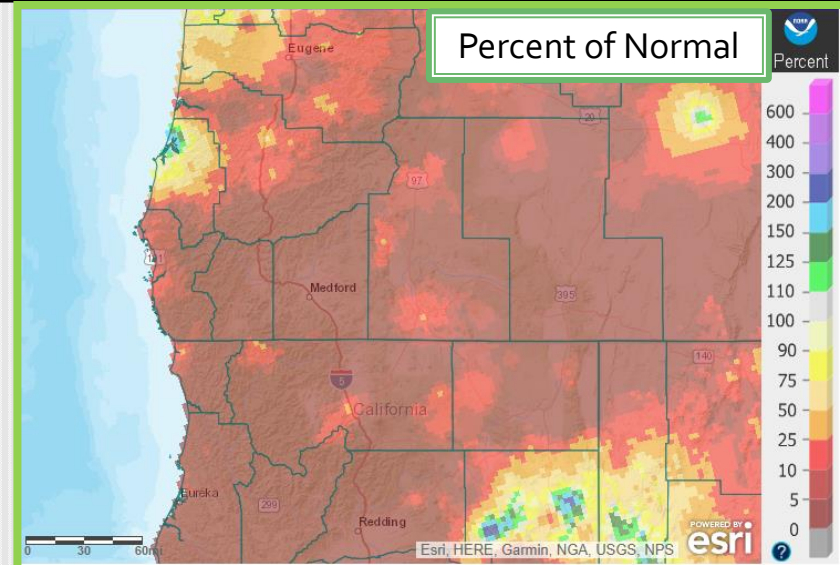 Percent of Normal
NOAA
Percent
600
400
300
200
150
125
110
100
90
75
50
25
10
5
0
?
Eugene
20
97
101
Medford
395
140
5
California
Eureka
299
Redding
0 30 60mi
Esri, HERE, Garmin, NGA, USGS, NPS
POWERED BY
esri